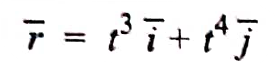 r̅ = t³ i̅ + t⁴ j̅